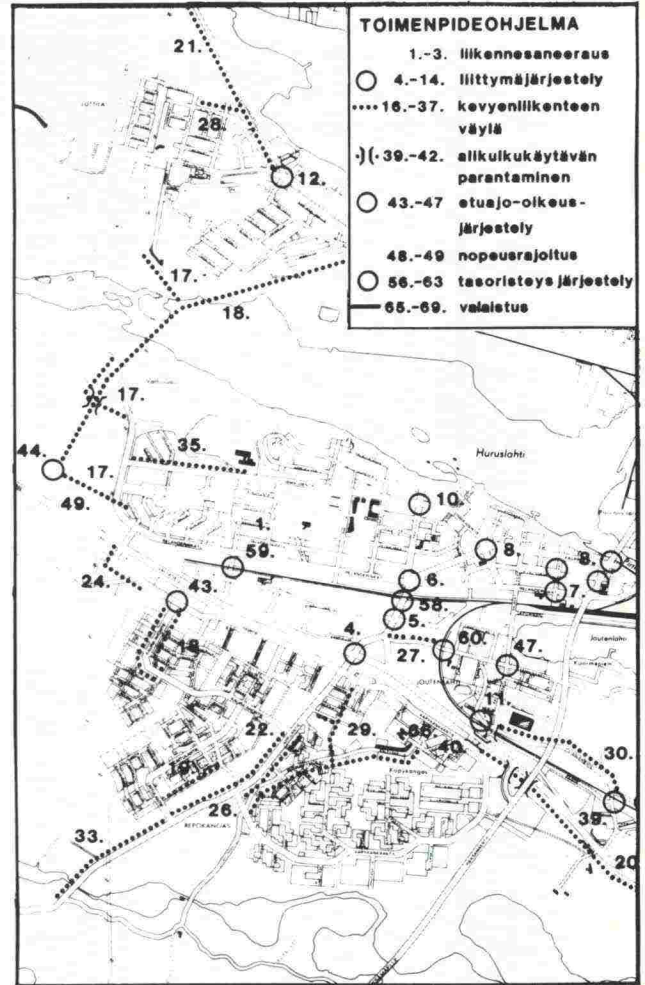 TOIMENPIDEOHJELMA
1.-3. liikennesaneeraus
4.-14. liittymäjärjestely
16.-37. kevyenliikenteen
väylä
39.-42. alikulkukäytävän
parantaminen
43.-47 etuajo-oikeus-
järjestely
48.-49 nopeusrajoitus
56.-63 tasoristeysjärjestely
65.-69. valaistus
21.
28.
12.
17.
18.
17.
44.
35.
17.
49.
Huruslahti
10.
1.
8.
8.
59.
6.
7.
24.
43.
58.
5.
4.
27.
60.
47.
Joutenlahti
11.
22.
29.
40.
30.
26.
REPOKANGAS
39.
33.
20